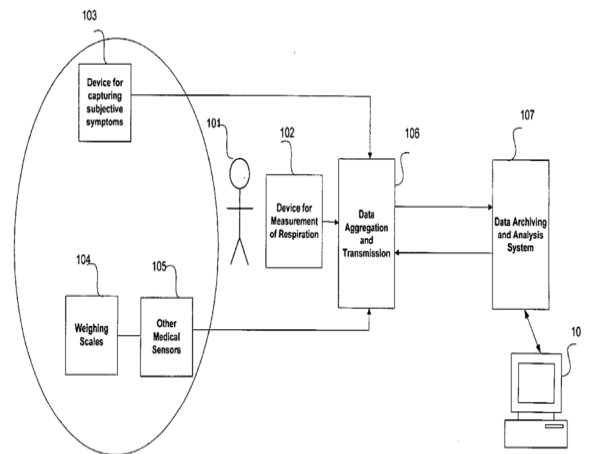 103
Device for
capturing
subjective
symptoms
101
102
Device for
Measurement
of Respiration
106
Data
Aggregation
and
Transmission
107
Data Archiving
and Analysis
System
104
Weighing
Scales
105
Other
Medical
Sensors
10